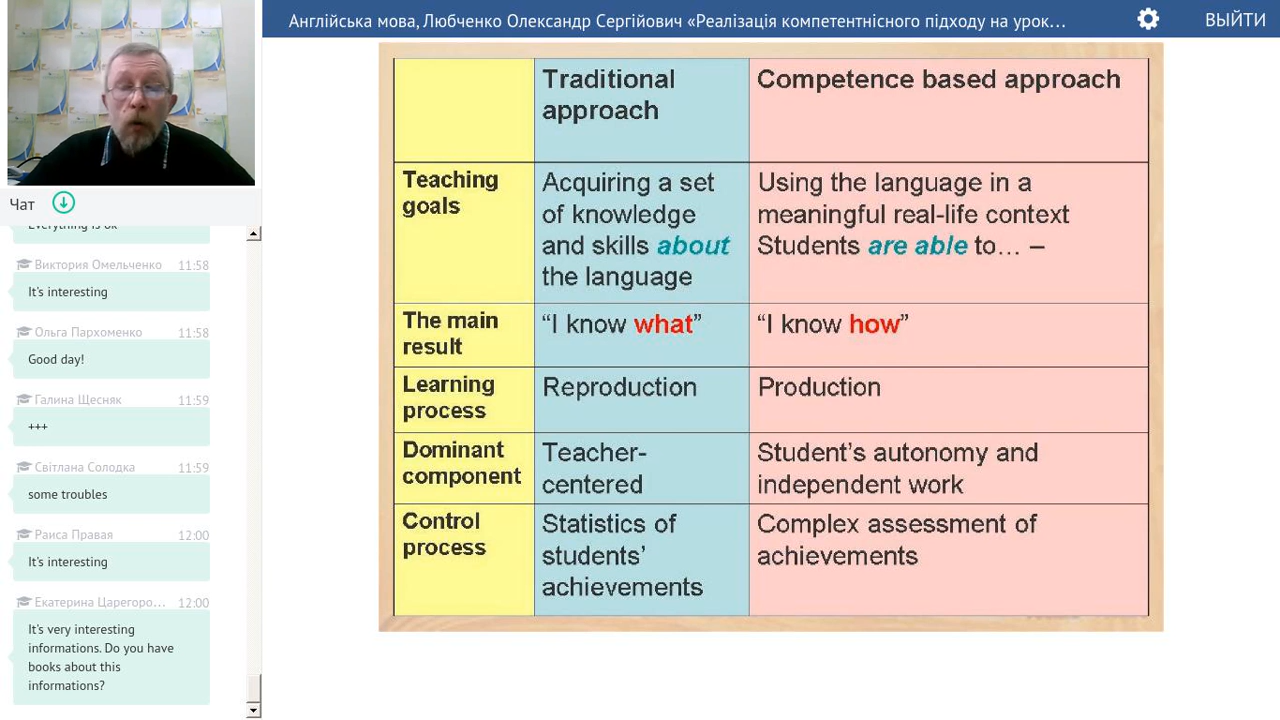 Англійська мова, Любченко Олександр Сергійович «Реалізація компетентнісного підходу на урок...
ВЫЙТИ
Чат
Everything is ok
Виктория Омельченко 11:58
It's interesting
Ольга Пархоменко 11:58
Good day!
Галина Щесняк 11:59
+++
Світлана Солодка 11:59
some troubles
Раиса Правая 12:00
It's interesting
Екатерина Царегоро... 12:00
It's very interesting
informations. Do you have
books about this
informations?
Traditional
approach
Competence based approach
Teaching
goals
Acquiring a set
of knowledge
and skills about
the language
Using the language in a
meaningful real-life context
Students are able to... –
The main
result
“I know what”
“I know how”
Learning
process
Reproduction
Production
Dominant
component
Teacher-
centered
Student’s autonomy and
independent work
Control
process
Statistics of
students’
achievements
Complex assessment of
achievements